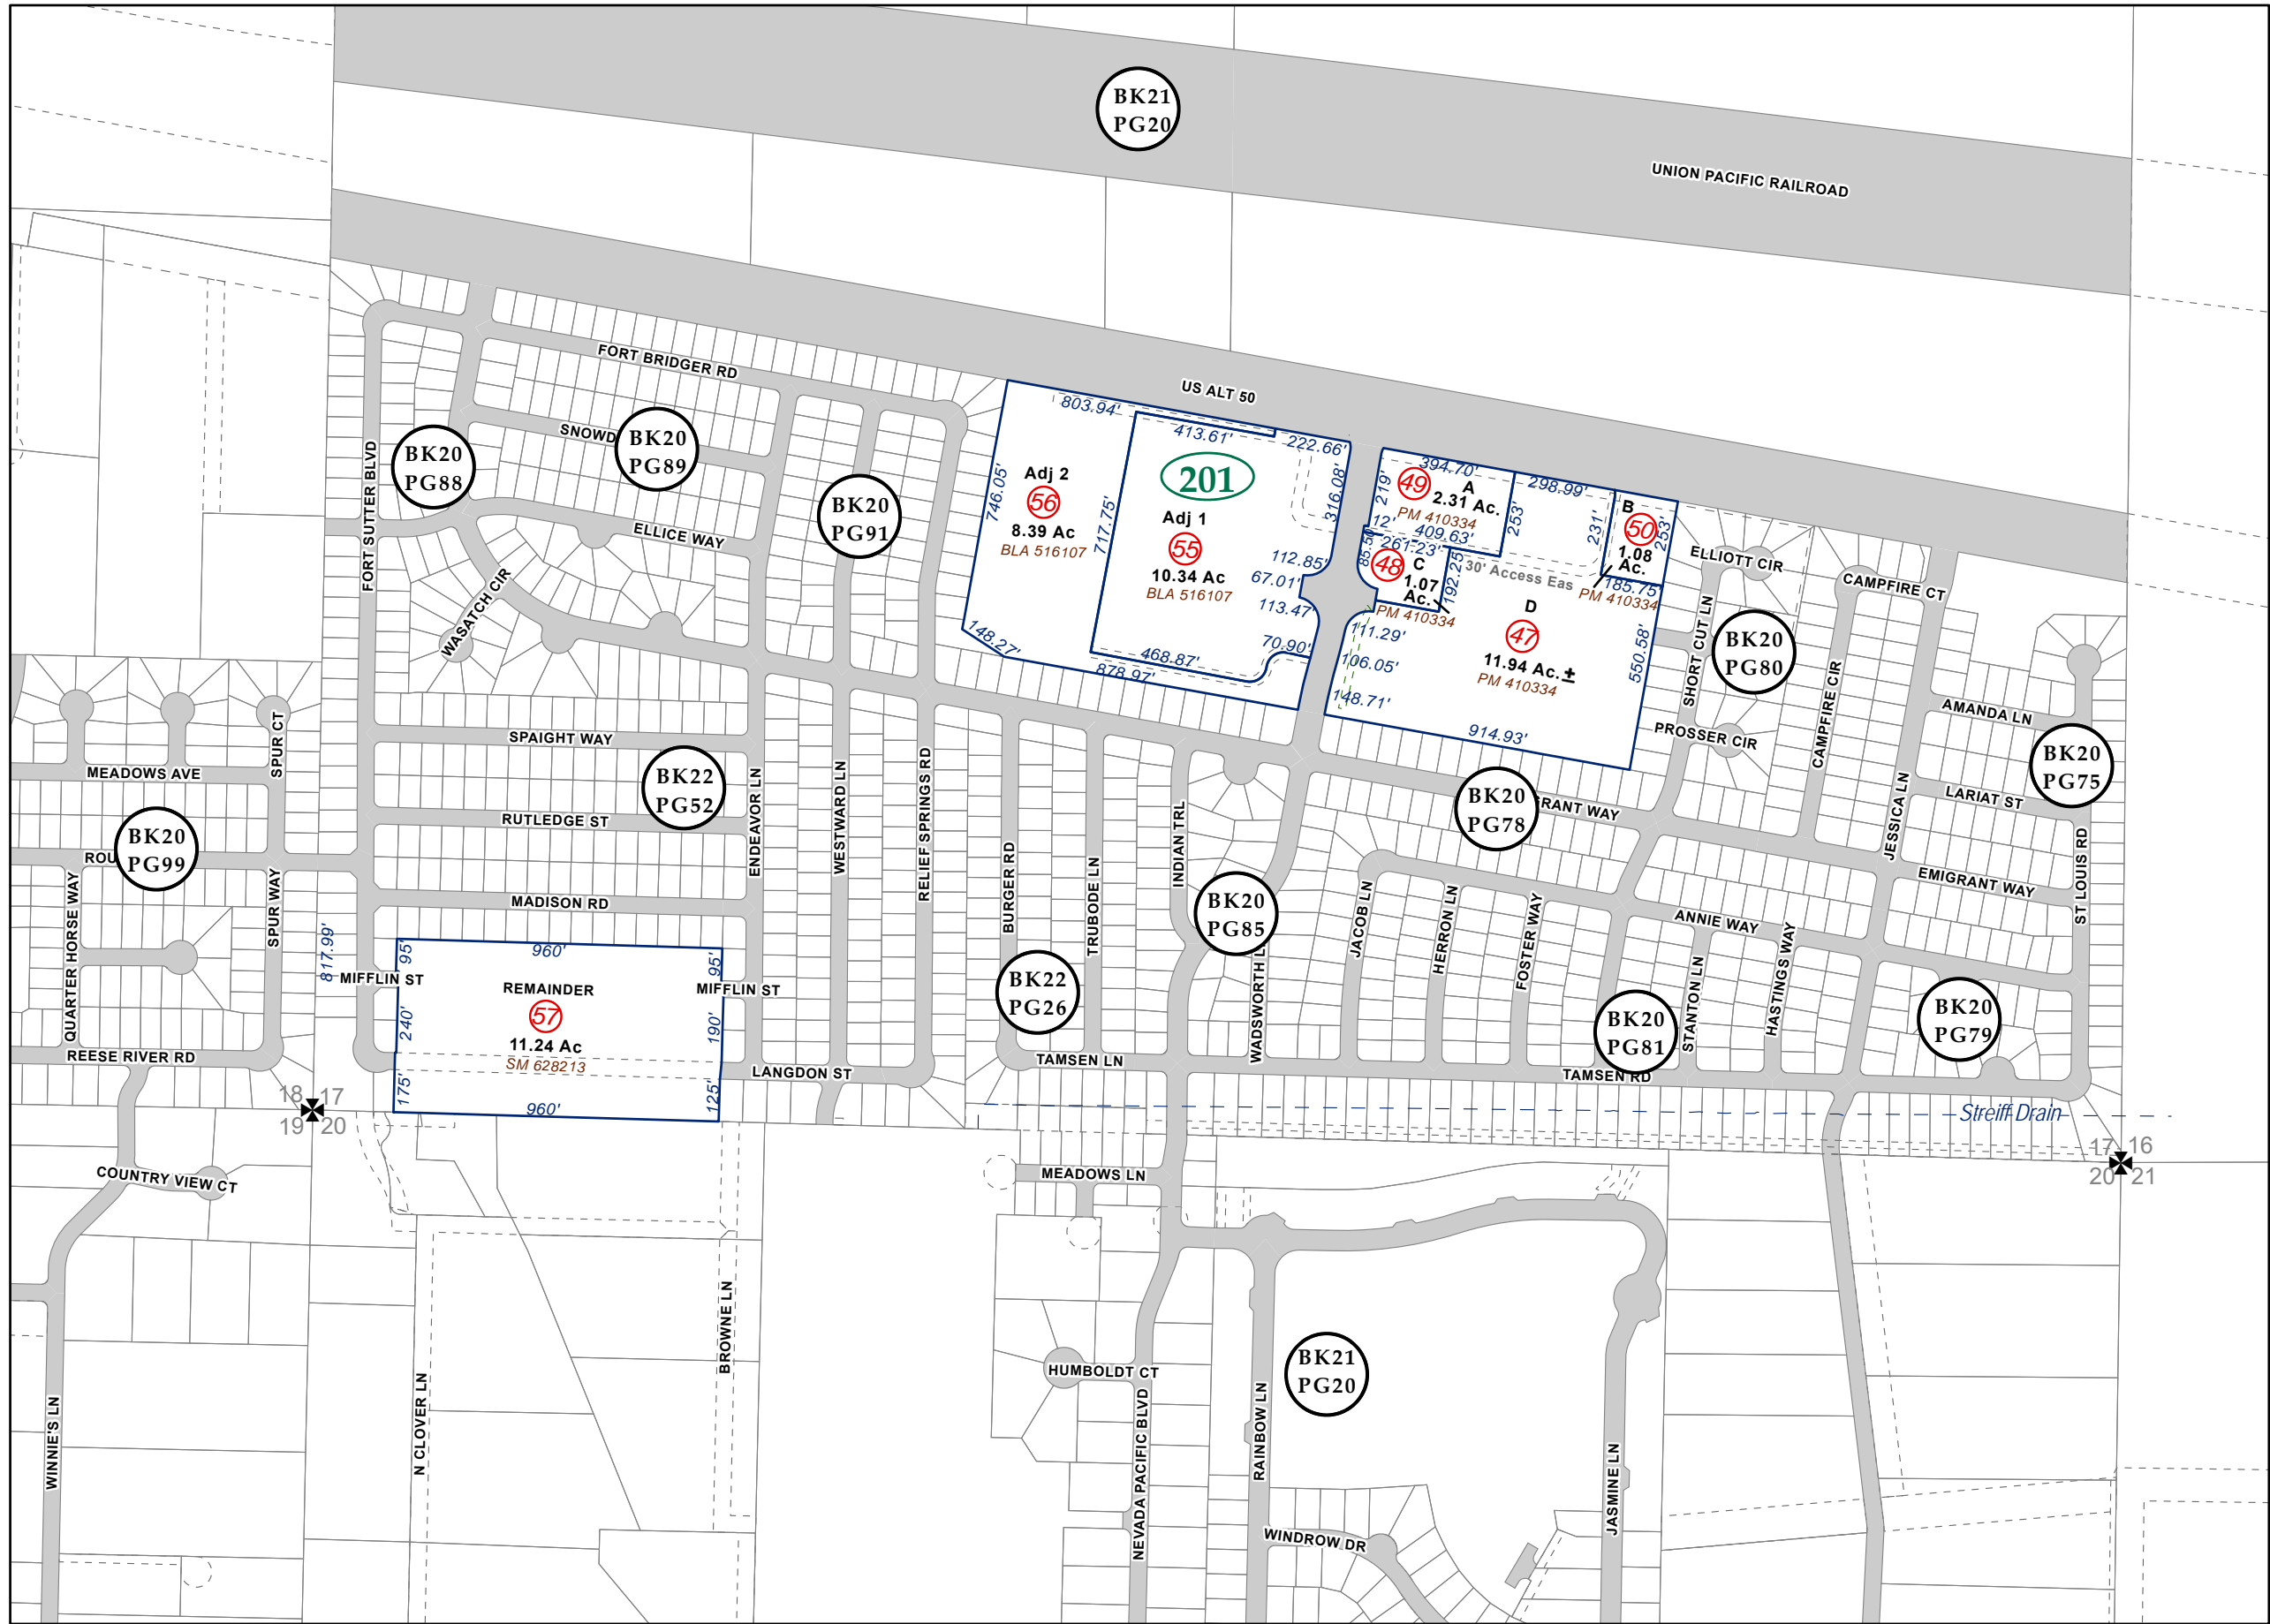 BK21
PG20
UNION PACIFIC RAILROAD
US ALT 50
FORT BRIDGER RD
SNOWD
BK20
PG88
BK20
PG89
BK20
PG91
FORT SUTTER BLVD
ELLICE WAY
WASATCH CIR
803.94'
413.61'
222.66'
746.05'
717.75'
316.08'
Adj 2
56
8.39 Ac
BLA 516107
201
Adj 1
55
10.34 Ac
BLA 516107
112.85'
67.01'
113.47'
70.90'
148.27'
468.87'
878.97'
394.70'
219'
49
A
2.31 Ac.
PM 410334
12'
409.63'
253'
298.99'
231'
B
50
1.08
Ac.
253'
185.75'
PM 410334
85.50'
261.23'
48
C
1.07
Ac.
192.25'
PM 410334
30' Access Eas
D
47
11.94 Ac.±
PM 410334
111.29'
106.05'
148.71'
550.58'
914.93'
ELLIOTT CIR
CAMPFIRE CT
SHORT CUT LN
BK20
PG80
CAMPFIRE CIR
PROSSER CIR
AMANDA LN
BK20
PG75
LARIAT ST
JESSICA LN
ST LOUIS RD
EMIGRANT WAY
SPUR CT
MEADOWS AVE
BK20
PG99
ROU
QUARTER HORSE WAY
SPUR WAY
REESE RIVER RD
SPAIGHT WAY
BK22
PG52
RUTLEDGE ST
MADISON RD
ENDEAVOR LN
WESTWARD LN
RELIEF SPRINGS RD
BURGER RD
TRUBODE LN
INDIAN TRL
BK20
PG85
WADSWORTH L
BK20
PG78
GRANT WAY
JACOB LN
HERRON LN
FOSTER WAY
ANNIE WAY
STANTON LN
HASTINGS WAY
BK20
PG81
BK20
PG79
BK22
PG26
TAMSEN LN
TAMSEN RD
817.99'
MIFFLIN ST
MIFFLIN ST
95'
960'
95'
REMAINDER
57
11.24 Ac
SM 628213
240'
190'
175'
125'
960'
LANGDON ST
18 17
19 20
Streiff Drain
17 16
20 21
COUNTRY VIEW CT
MEADOWS LN
WINNIE'S LN
N CLOVER LN
BROWNE LN
HUMBOLDT CT
NEVADA PACIFIC BLVD
RAINBOW LN
BK21
PG20
JASMINE LN
WINDROW DR